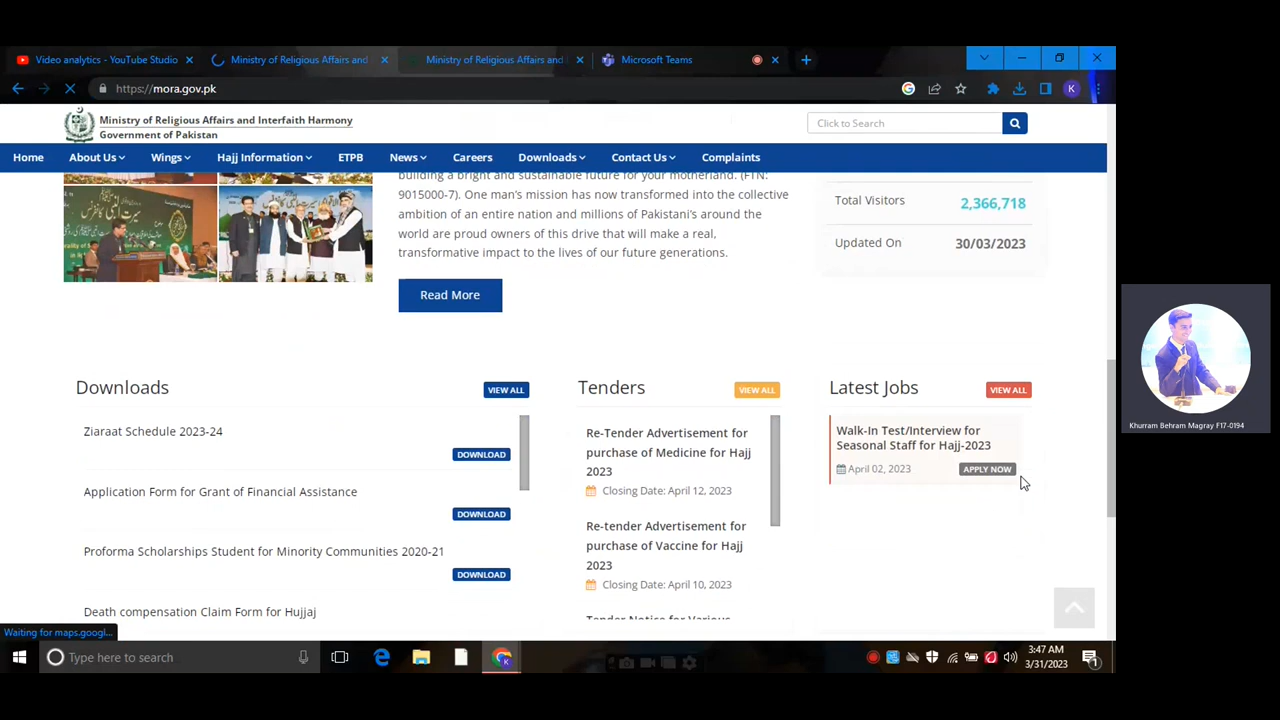 Video analytics - YouTube Studio
Ministry of Religious Affairs and
Ministry of Religious Affairs and
Microsoft Teams
https://mora.gov.pk
K
Ministry of Religious Affairs and Interfaith Harmony
Government of Pakistan
Click to Search
Home About Us Wings Hajj Information ETPB News Careers Downloads Contact Us Complaints
building a bright and sustainable future for your motherland. (FTN:
9015000-7). One man's mission has now transformed into the collective
ambition of an entire nation and millions of Pakistani's around the
world are proud owners of this drive that will make a real,
transformative impact to the lives of our future generations.
Read More
Total Visitors 2,366,718
Updated On 30/03/2023
Downloads VIEW ALL
Ziaraat Schedule 2023-24
DOWNLOAD
Application Form for Grant of Financial Assistance
DOWNLOAD
Proforma Scholarships Student for Minority Communities 2020-21
DOWNLOAD
Death compensation Claim Form for Hujjaj
Tenders VIEW ALL
Re-Tender Advertisement for
purchase of Medicine for Hajj
2023
Closing Date: April 12, 2023
Re-tender Advertisement for
purchase of Vaccine for Hajj
2023
Closing Date: April 10, 2023
Tender Notice for Various
Latest Jobs VIEW ALL
Walk-In Test/Interview for
Seasonal Staff for Hajj-2023
April 02, 2023 APPLY NOW
Khurram Behram Magray F17-0194
Waiting for maps.googl...
Type here to search
3:47 AM
3/31/2023